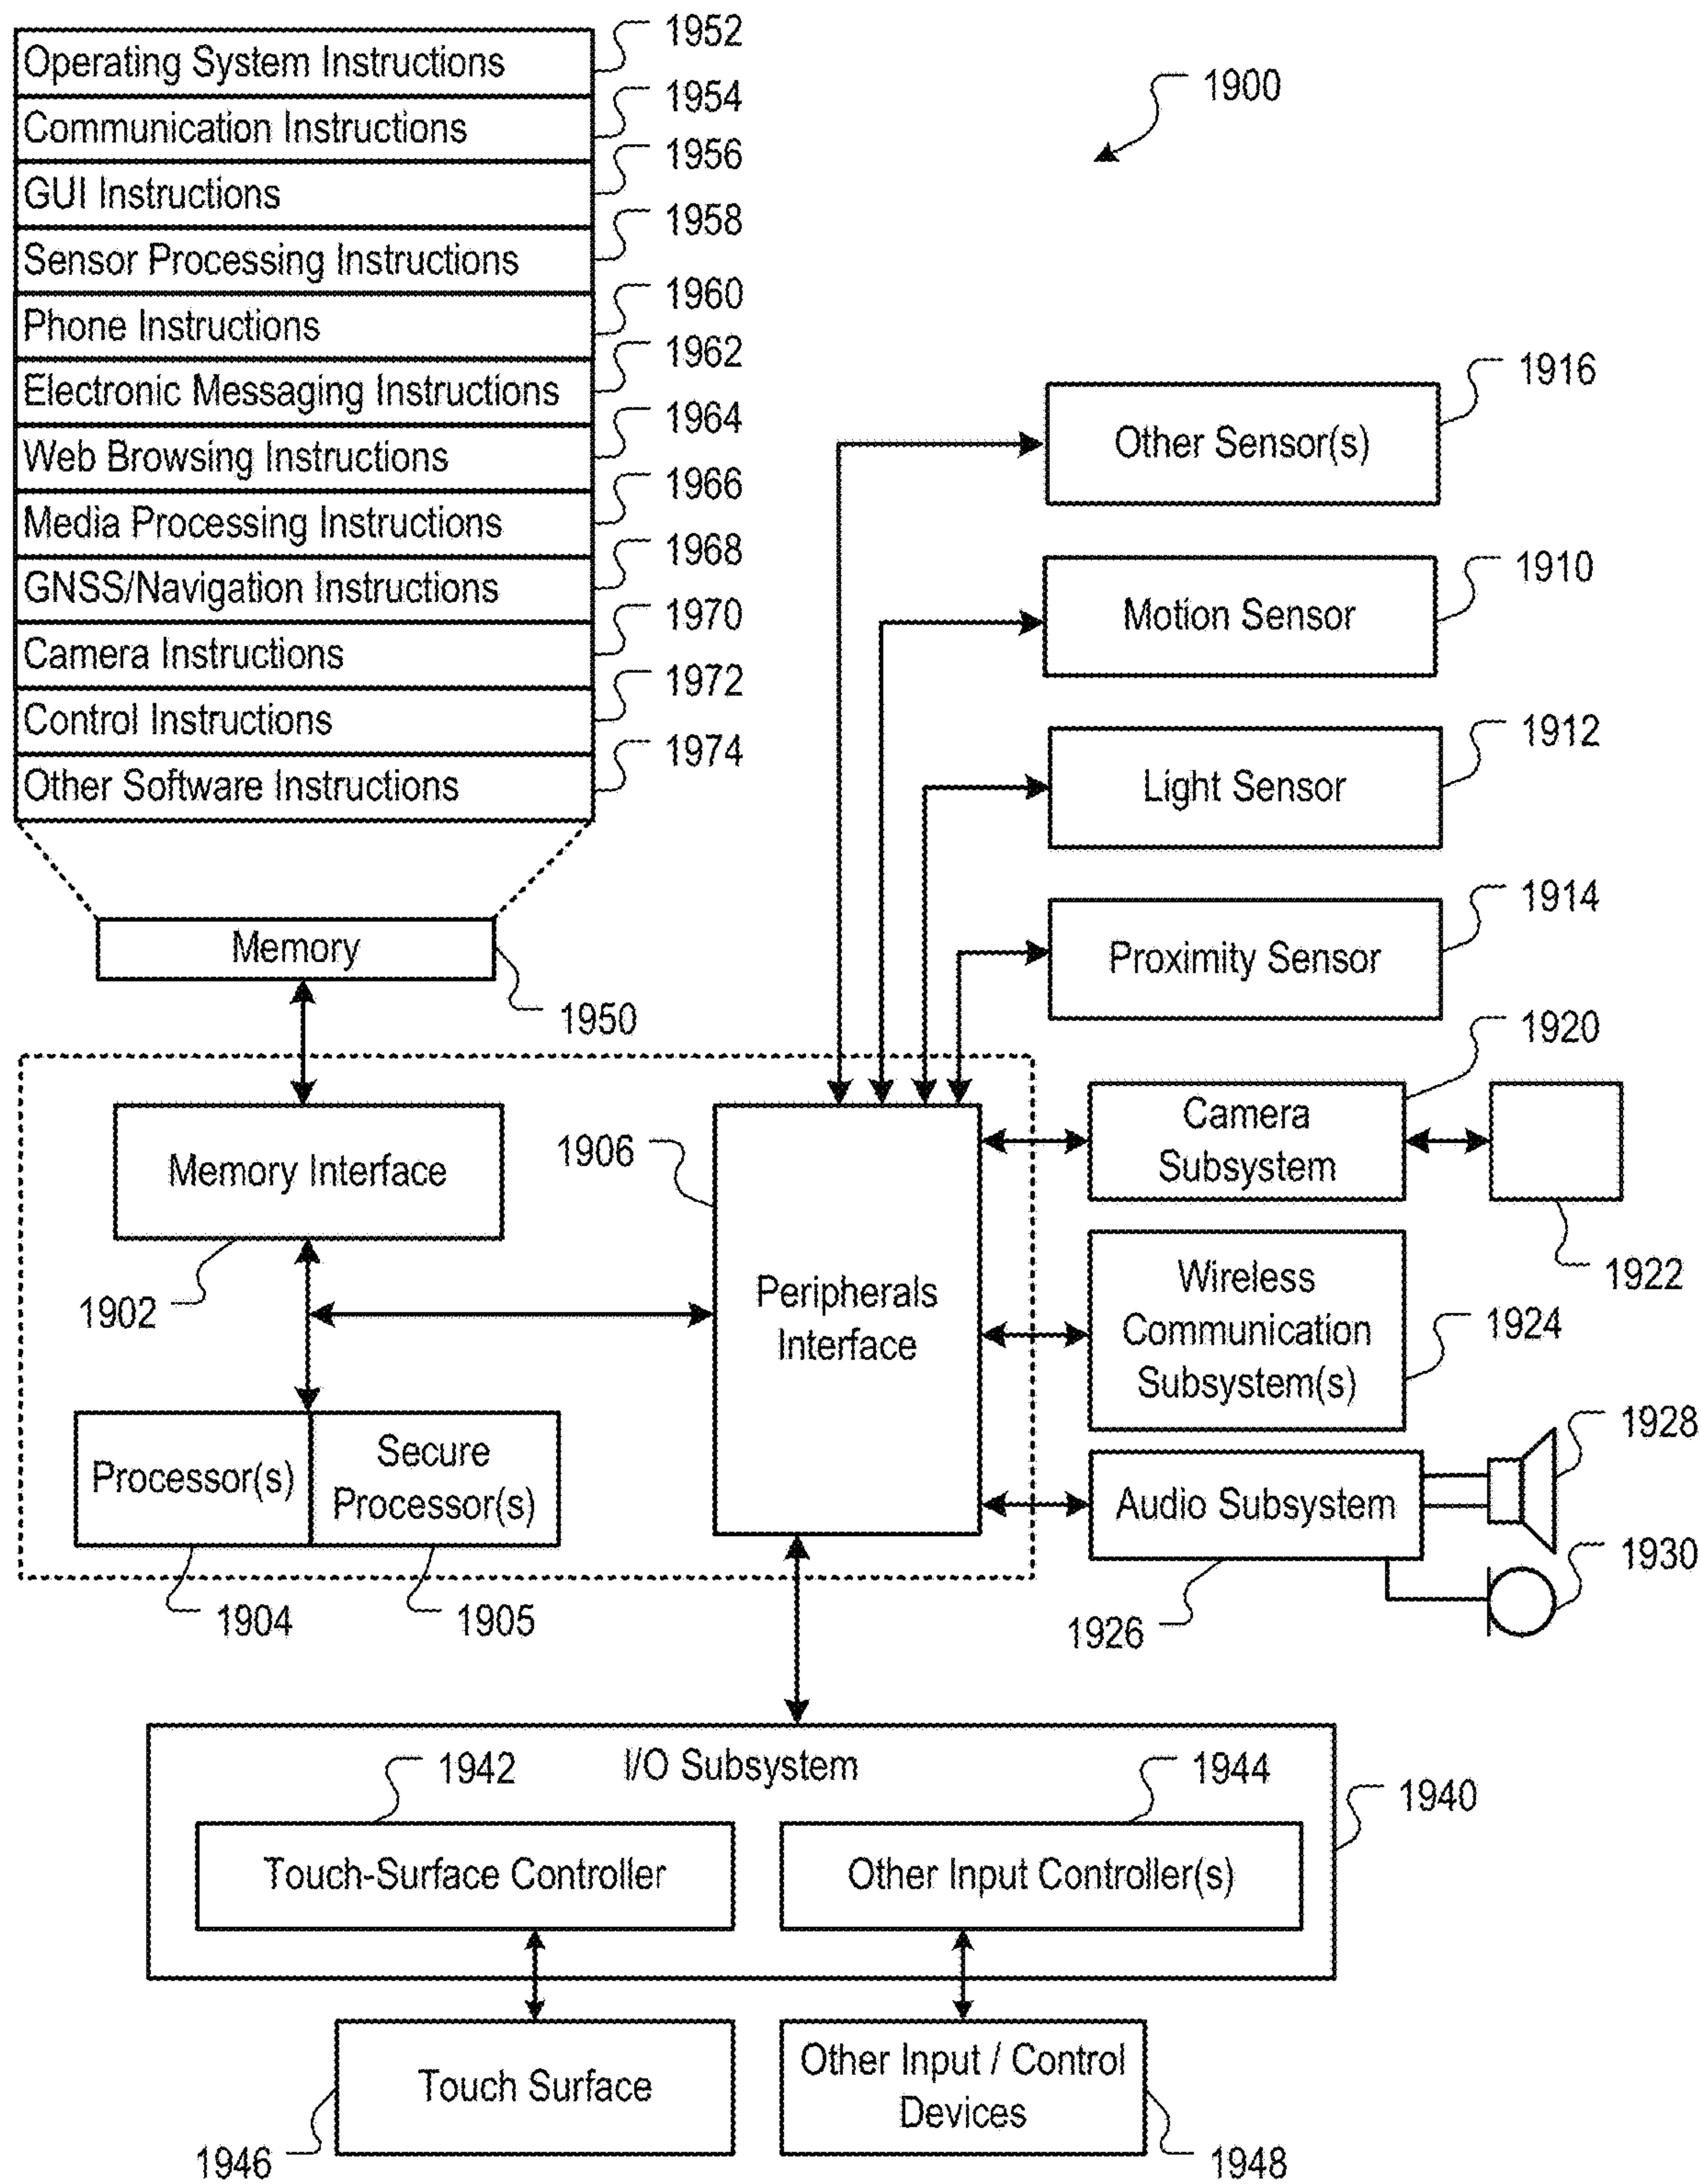 Operating System Instructions
1952
Communication Instructions
1954
GUI Instructions
1956
Sensor Processing Instructions
1958
Phone Instructions
1960
Electronic Messaging Instructions
1962
Web Browsing Instructions
1964
Media Processing Instructions
1966
GNSS/Navigation Instructions
1968
Camera Instructions
1970
Control Instructions
1972
Other Software Instructions
1974
1900
Memory
1950
Other Sensor(s)
1916
Motion Sensor
1910
Light Sensor
1912
Proximity Sensor
1914
Memory Interface
1902
1906
Peripherals
Interface
Camera
Subsystem
1920
1922
Wireless
Communication
Subsystem(s)
1924
Processor(s)
1904
Secure
Processor(s)
1905
Audio Subsystem
1926
1928
1930
I/O Subsystem
1940
1942
Touch-Surface Controller
1944
Other Input Controller(s)
Touch Surface
1946
Other Input / Control
Devices
1948